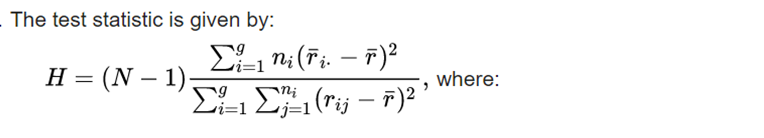 . The test statistic is given by:
H = (N − 1) \frac{\sum_{i=1}^{g} n_i(\bar{r}_{i\cdot} - \bar{r})^2}{\sum_{i=1}^{g} \sum_{j=1}^{n_i} (r_{ij} - \bar{r})^2}, where: